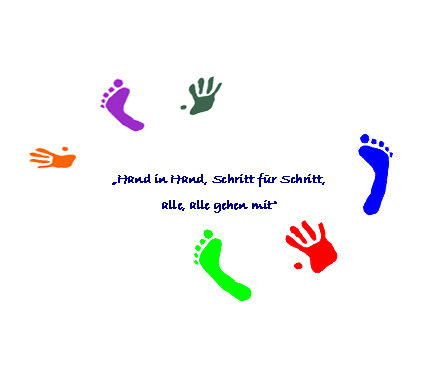 „Hand in Hand, Schritt für Schritt,
alle, alle gehen mit“